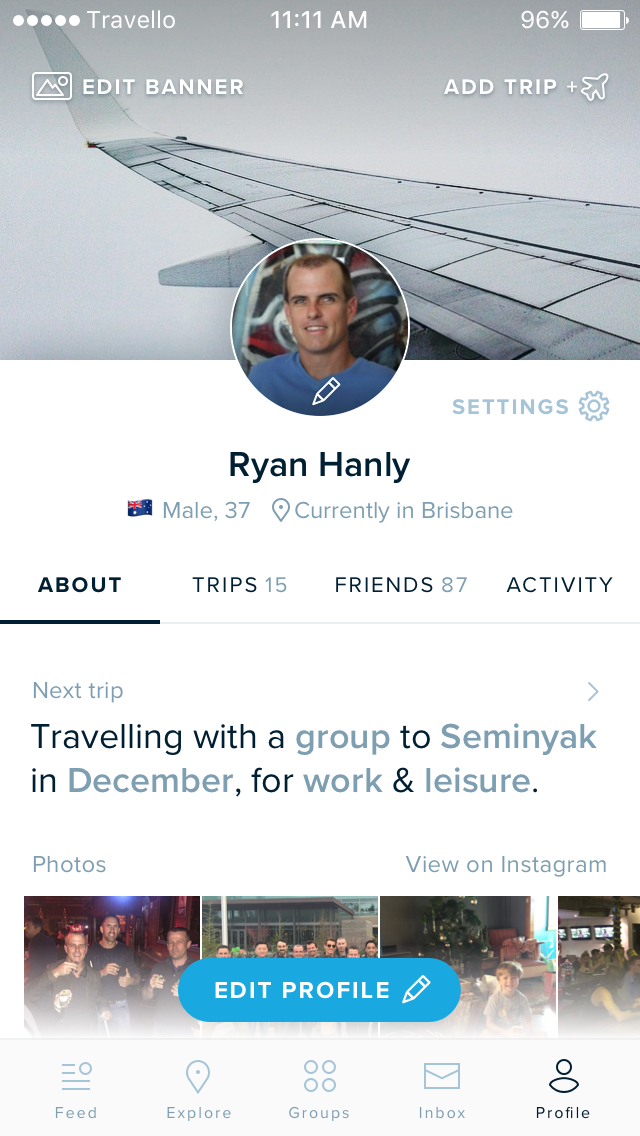 Travello 11:11 AM 96%
EDIT BANNER ADD TRIP +
SETTINGS
Ryan Hanly
Male, 37 Currently in Brisbane
ABOUT TRIPS 15 FRIENDS 87 ACTIVITY
Next trip
Travelling with a group to Seminyak
in December, for work & leisure.
Photos View on Instagram
EDIT PROFILE
Feed Explore Groups Inbox Profile